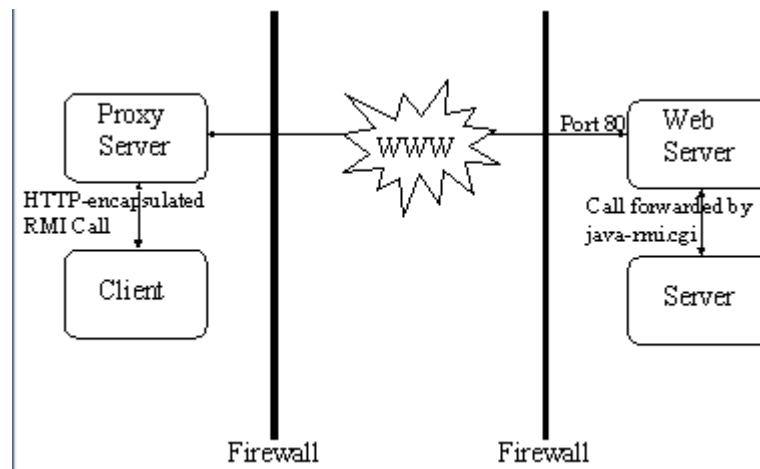 Proxy
Server
WWW
Port 80
Web
Server
HTTP-encapsulated
RMI Call
Call forwarded by
java-rmi.cgi
Client
Server
Firewall
Firewall